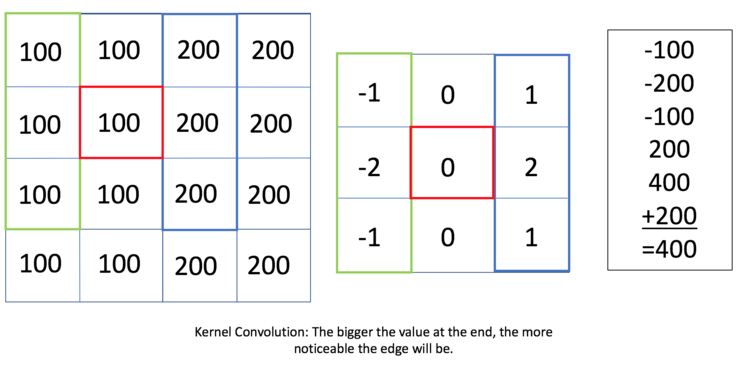 100 100 200 200
100 100 200 200
100 100 200 200
100 100 200 200
-1 0 1
-2 0 2
-1 0 1
-100
-200
-100
200
400
+200
=400
Kernel Convolution: The bigger the value at the end, the more
noticeable the edge will be.